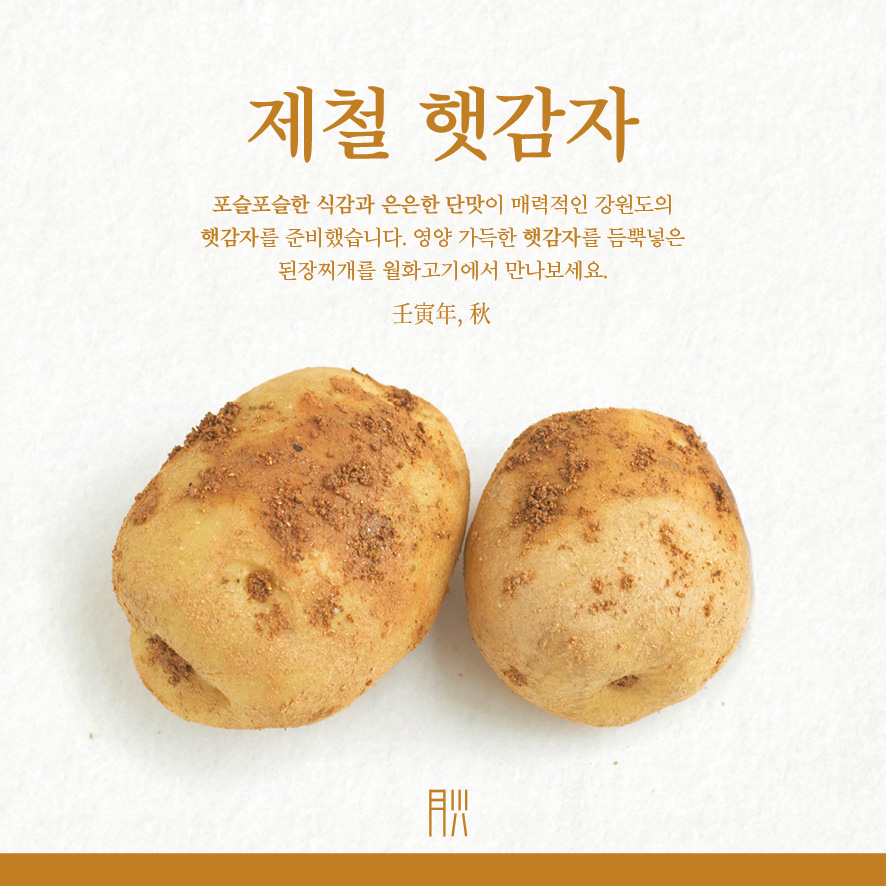 제철 햇감자
포슬포슬한 식감과 은은한 단맛이 매력적인 강원도의
햇감자를 준비했습니다. 영양 가득한 햇감자를 듬뿍넣은
된장찌개를 월화고기에서 만나보세요.
壬寅年, 秋